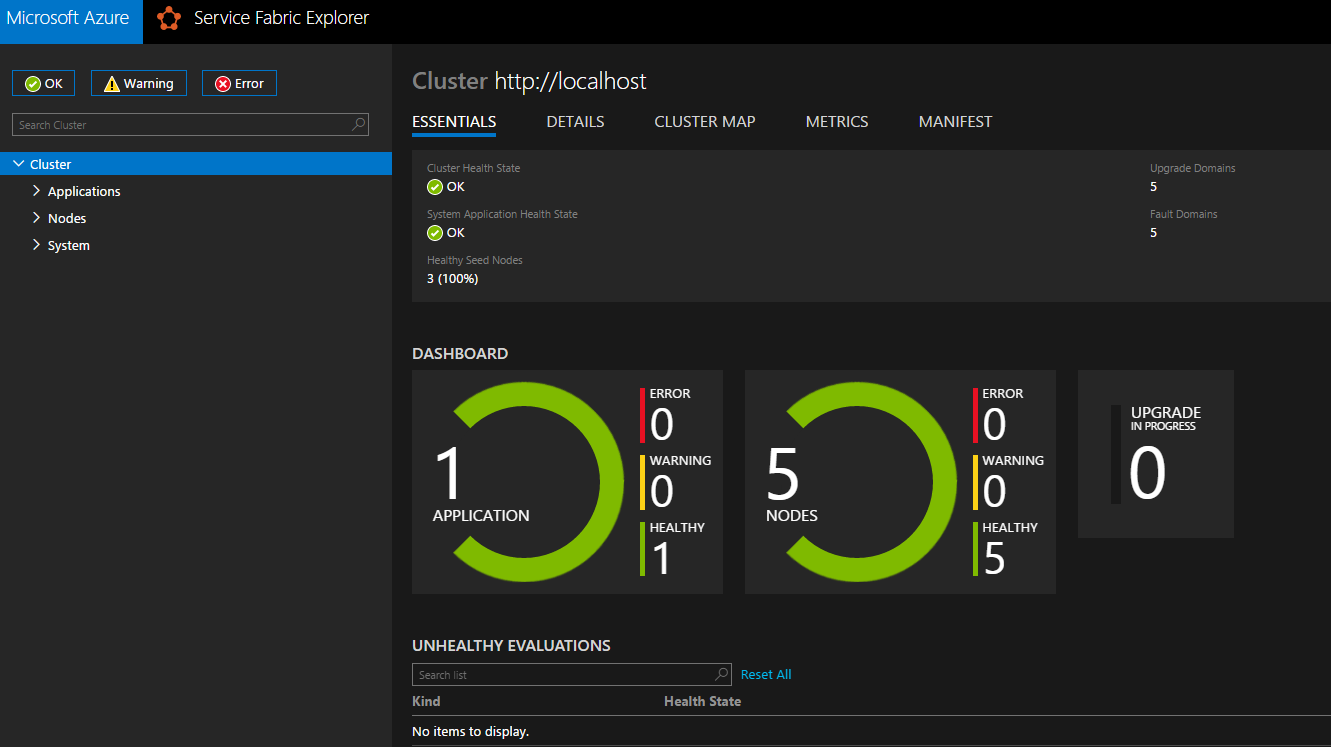 Microsoft Azure
Service Fabric Explorer
OK
Warning
Error
Search Cluster
Cluster
Applications
Nodes
System
Cluster http://localhost
ESSENTIALS
DETAILS
CLUSTER MAP
METRICS
MANIFEST
Cluster Health State
OK
System Application Health State
OK
Healthy Seed Nodes
3 (100%)
Upgrade Domains
5
Fault Domains
5
DASHBOARD
1
APPLICATION
ERROR
0
WARNING
0
HEALTHY
1
5
NODES
ERROR
0
WARNING
0
HEALTHY
5
UPGRADE
IN PROGRESS
0
UNHEALTHY EVALUATIONS
Search list
Reset All
Kind
Health State
No items to display.